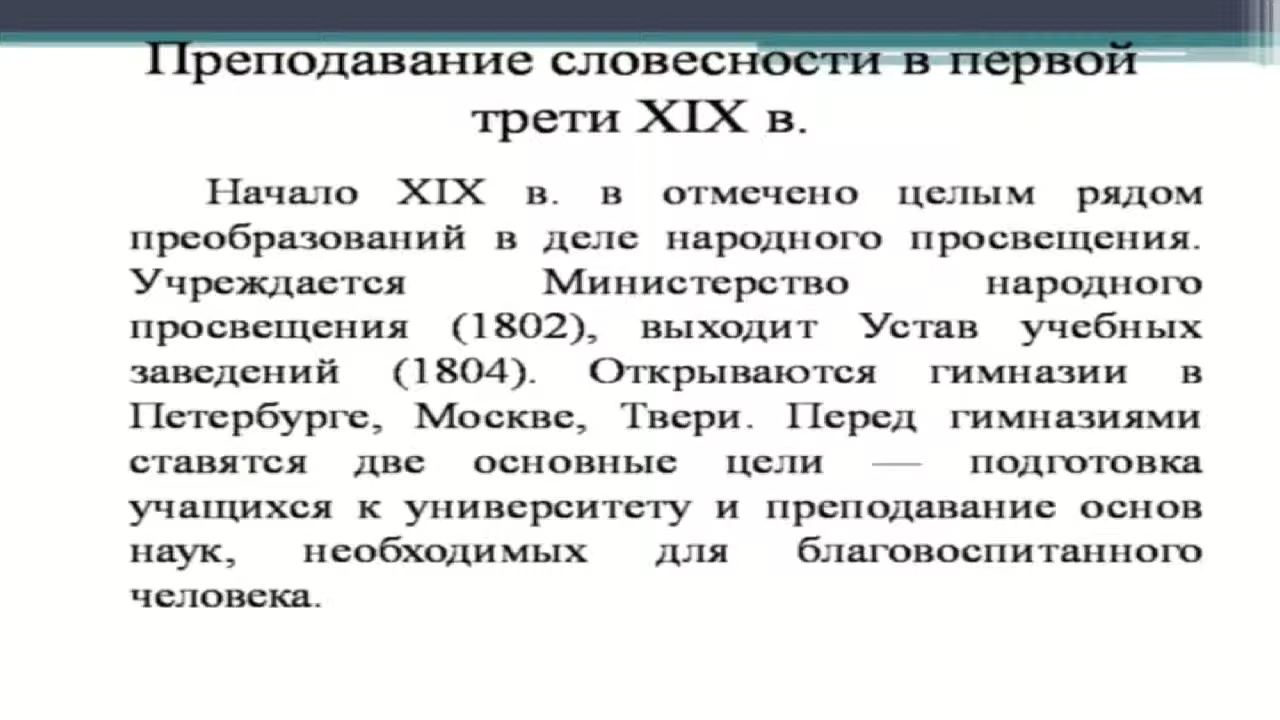 Преподавание словесности в первой
трети XIX в.
Начало XIX в. в отмечено целым рядом
преобразований в деле народного просвещения.
Учреждается Министерство народного
просвещения (1802), выходит Устав учебных
заведений (1804). Открываются гимназии в
Петербурге, Москве, Твери. Перед гимназиями
ставятся две основные цели — подготовка
учащихся к университету и преподавание основ
наук, необходимых для благовоспитанного
человека.